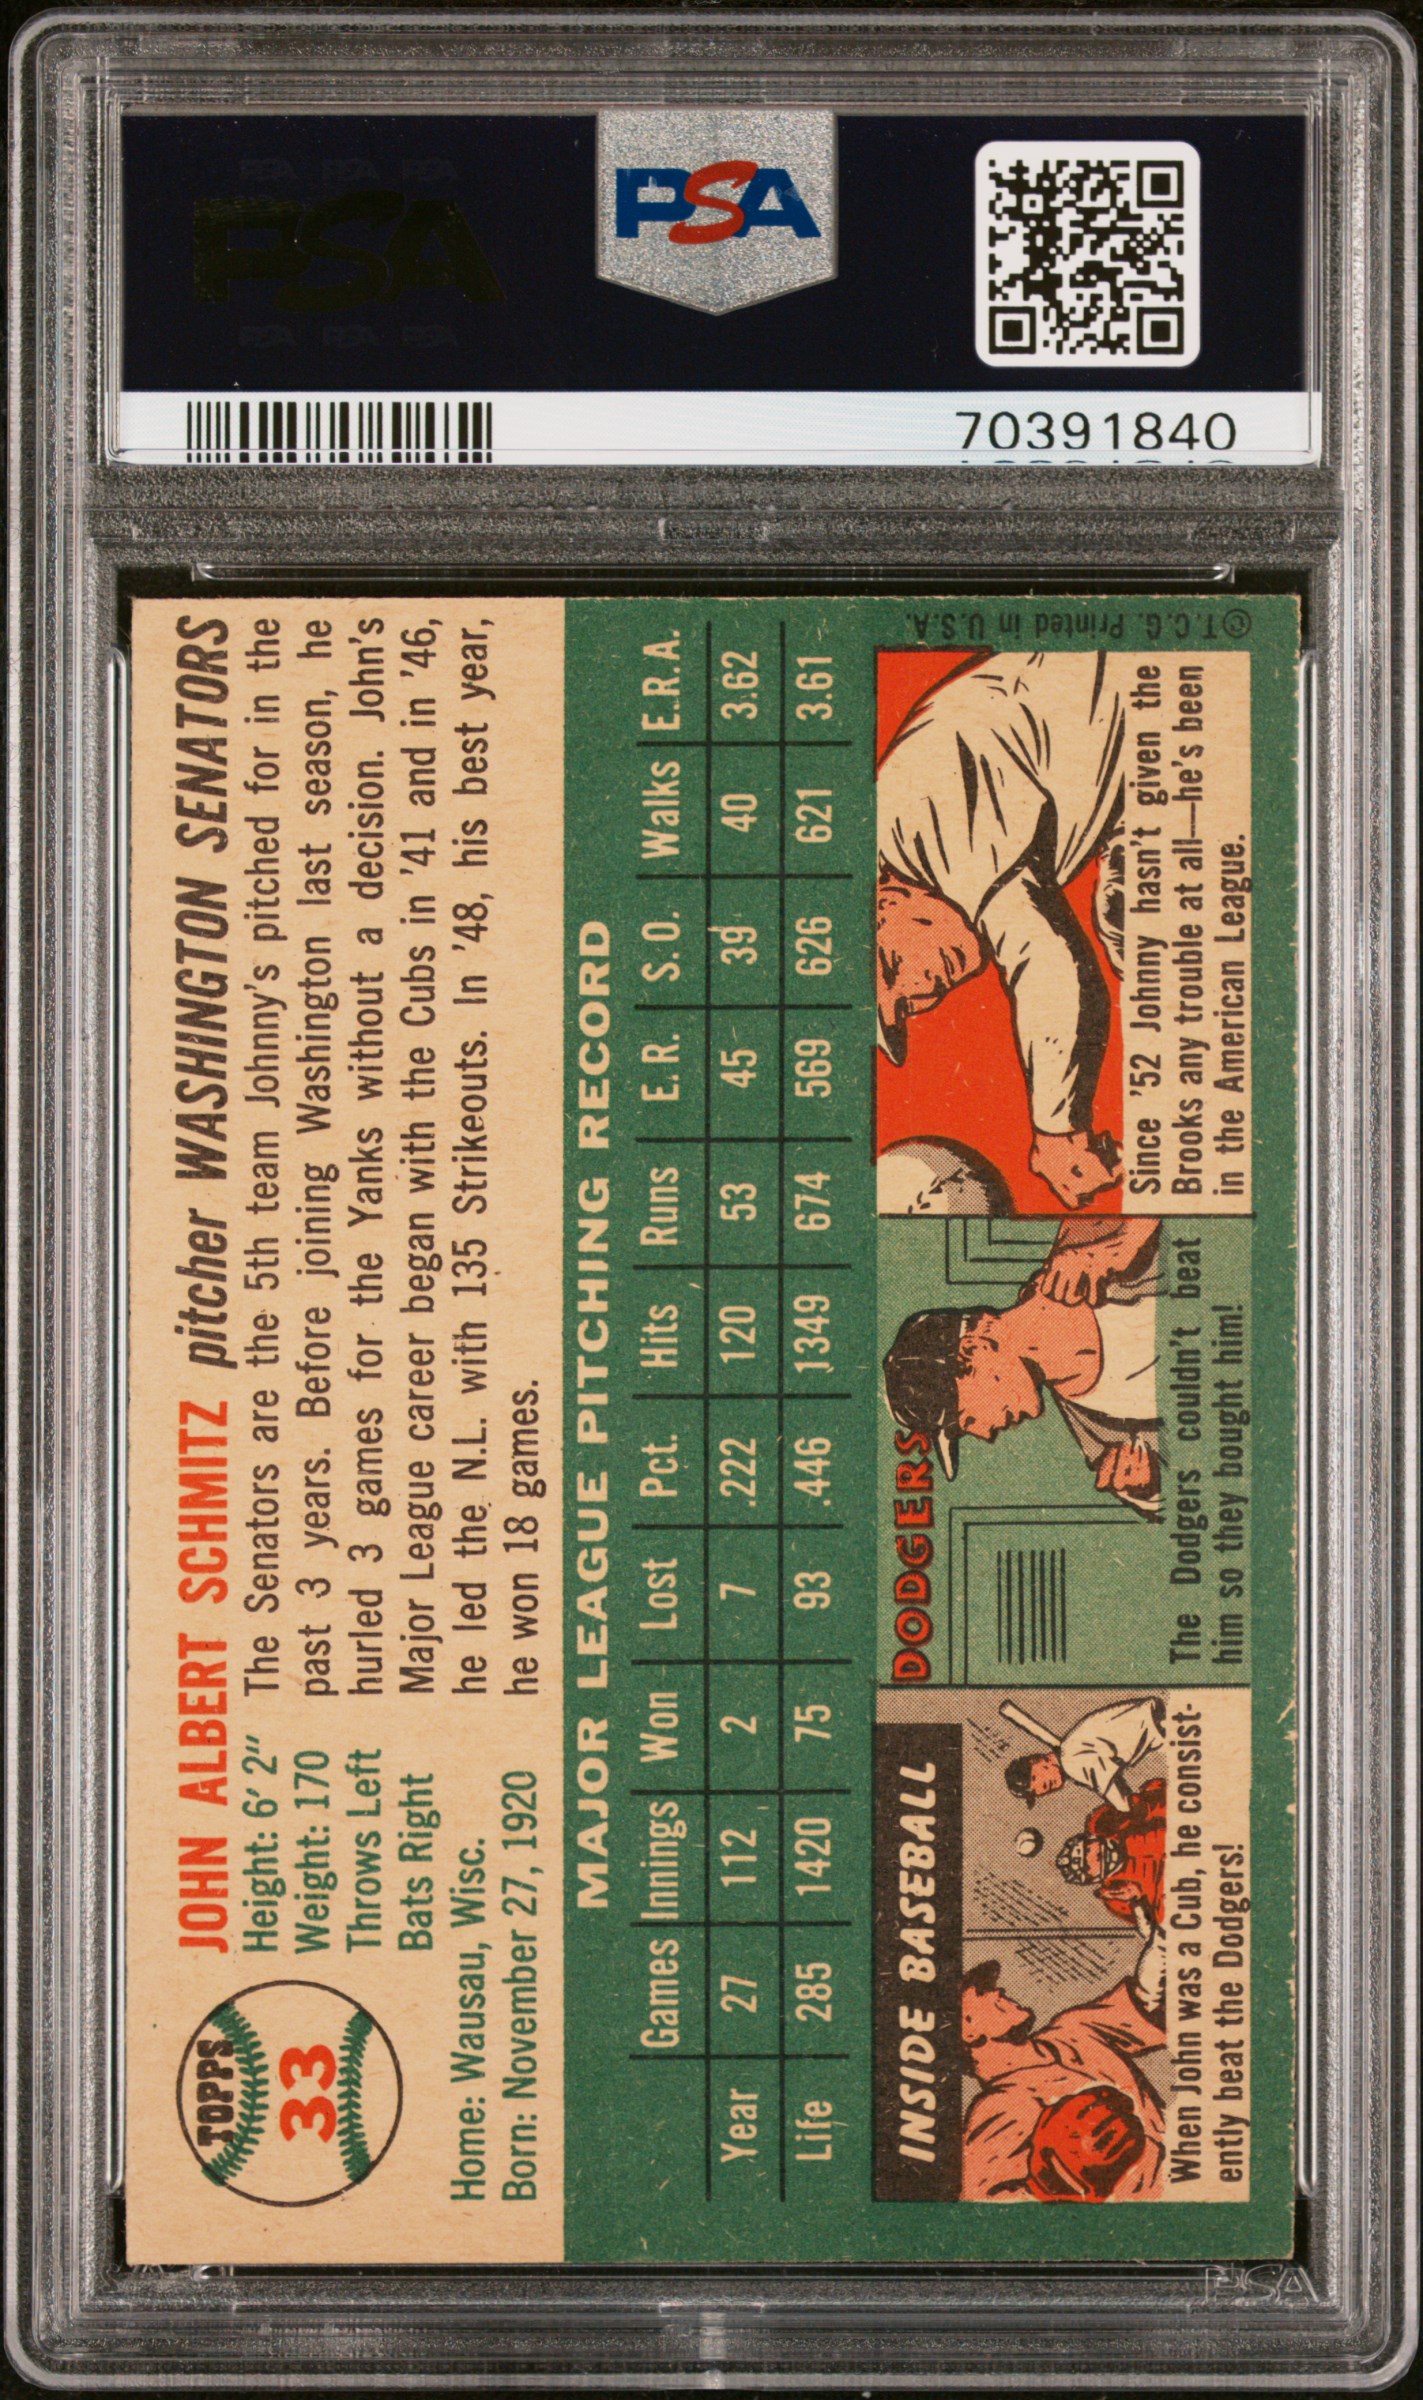 PSA
PSA
70391840
TOPPS
33
JOHN ALBERT SCHMITZ pitcher WASHINGTON SENATORS
Height: 6' 2"
Weight: 170
Throws Left
Bats Right
Home: Wausau, Wisc.
Born: November 27, 1920
The Senators are the 5th team Johnny's pitched for in the
past 3 years. Before joining Washington last season, he
hurled 3 games for the Yanks without a decision. John's
Major League career began with the Cubs in '41 and in '46,
he led the N.L. with 135 Strikeouts. In '48, his best year,
he won 18 games.
MAJOR LEAGUE PITCHING RECORD
Games Innings Won Lost Pct. Hits Runs E.R. S.O. Walks E.R.A.
Year 27 112 2 7 .222 120 53 45 39 40 3.62
Life 285 1420 75 93 .446 1349 674 569 626 621 3.61
INSIDE BASEBALL
When John was a Cub, he consist-
ently beat the Dodgers!
DODGERS
The Dodgers couldn't beat
him so they bought him!
Since '52 Johnny hasn't given the
Brooks any trouble at all—he's been
in the American League.
© T.C.G. Printed in U.S.A.
PSA